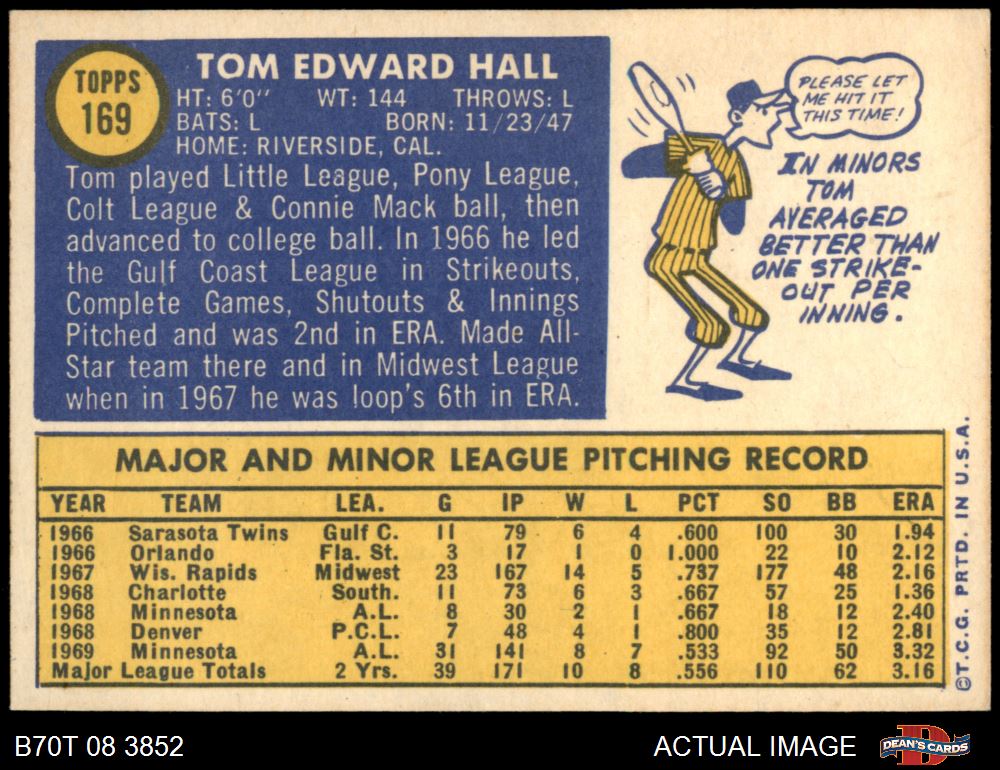 TOPPS
169
TOM EDWARD HALL
HT: 6'0" WT: 144 THROWS: L
BATS: L BORN: 11/23/47
HOME: RIVERSIDE, CAL.
Tom played Little League, Pony League,
Colt League & Connie Mack ball, then
advanced to college ball. In 1966 he led
the Gulf Coast League in Strikeouts,
Complete Games, Shutouts & Innings
Pitched and was 2nd in ERA. Made All-
Star team there and in Midwest League
when in 1967 he was loop's 6th in ERA.
PLEASE LET
ME HIT IT
THIS TIME!
IN MINORS
TOM
AVERAGED
BETTER THAN
ONE STRIKE-
OUT PER
INNING.
MAJOR AND MINOR LEAGUE PITCHING RECORD
YEAR TEAM LEA. G IP W L PCT SO BB ERA
1966 Sarasota Twins Gulf C. 11 79 6 4 .600 100 30 1.94
1966 Orlando Fla. St. 3 17 1 0 1.000 22 10 2.12
1967 Wis. Rapids Midwest 23 167 14 5 .737 177 48 2.16
1968 Charlotte South. 11 73 6 3 .667 57 25 1.36
1968 Minnesota A.L. 8 30 2 1 .667 18 12 2.40
1968 Denver P.C.L. 7 48 4 1 .800 35 12 2.81
1969 Minnesota A.L. 31 141 8 7 .533 92 50 3.32
Major League Totals 2 Yrs. 39 171 10 8 .556 110 62 3.16
©T.C.G. PRTD. IN U.S.A.
B70T 08 3852
ACTUAL IMAGE
D
DEAN'S CARDS